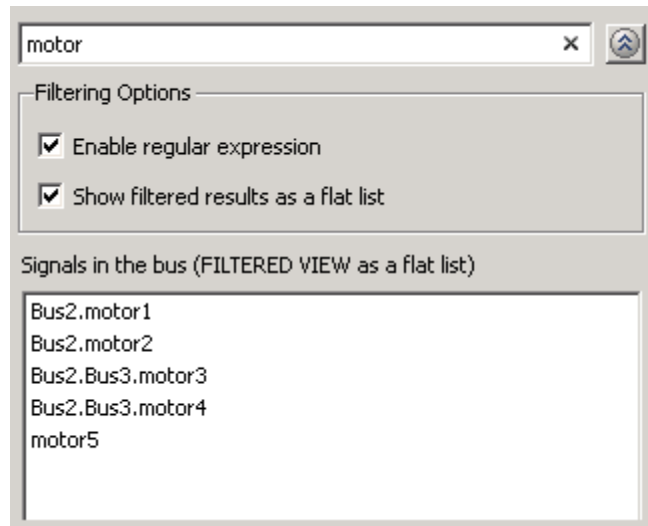 motor
Filtering Options
Enable regular expression
Show filtered results as a flat list
Signals in the bus (FILTERED VIEW as a flat list)
Bus2.motor1
Bus2.motor2
Bus2.Bus3.motor3
Bus2.Bus3.motor4
motor5